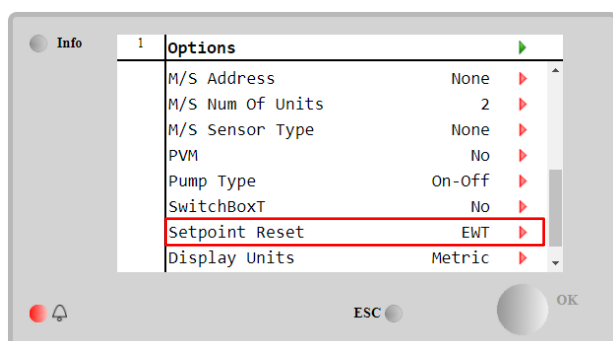 Info
1 Options
M/S Address None
M/S Num Of Units 2
M/S Sensor Type None
PVM No
Pump Type On-Off
SwitchBoxT No
Setpoint Reset EWT
Display Units Metric
ESC
OK